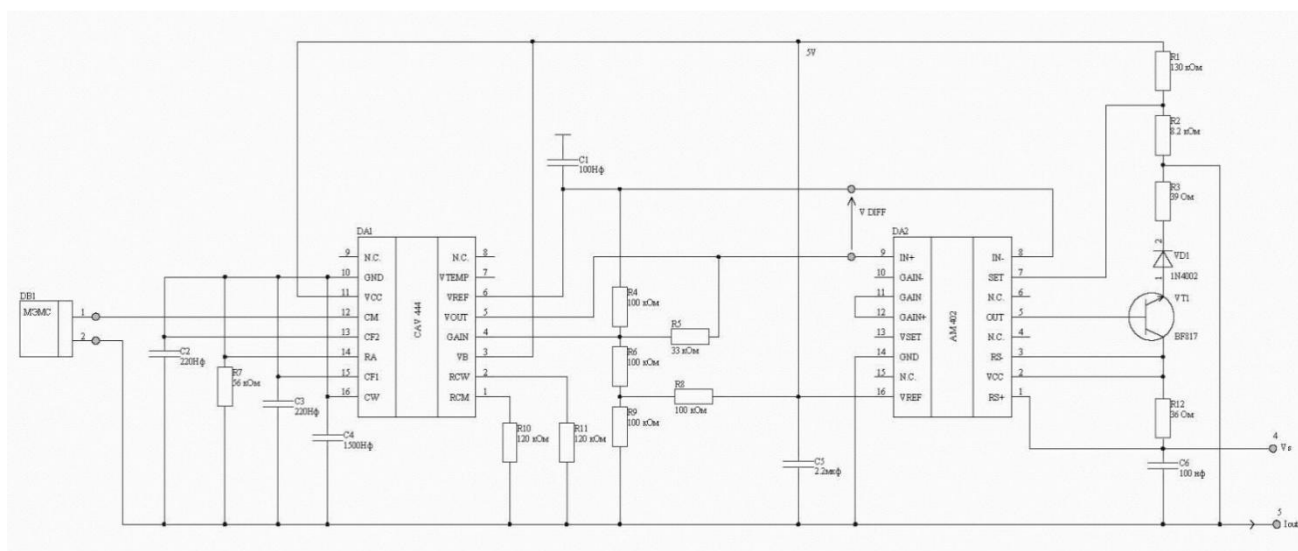 5V
R1
130 кОм
R2
8.2 кОм
R3
39 Ом
C1
100Нф
V DIFF
DA1
CAV 444
9 N.C.
10 GND
11 VCC
12 CM
13 CF2
14 RA
15 CF1
16 CW
N.C. 8
VTEMP 7
VREF 6
VOUT 5
GAIN 4
VB 3
RCW 2
RCM 1
DB1
МЭМС
1
2
C2
220Нф
R7
56 кОм
C3
220Нф
C4
1500Нф
R4
100 кОм
R5
33 кОм
R6
100 кОм
R8
100 кОм
R9
100 кОм
R10
120 кОм
R11
120 кОм
C5
2.2мкф
DA2
AM 402
9 IN+
10 GAIN-
11 GAIN
12 GAIN+
13 VSET
14 GND
15 N.C.
16 VREF
IN- 8
SET 7
N.C. 6
OUT 5
N.C. 4
RS- 3
VCC 2
RS+ 1
2
VD1
1N4002
1
VT1
BF817
R12
36 Ом
C6
100 нф
4
Vs
5
Iout